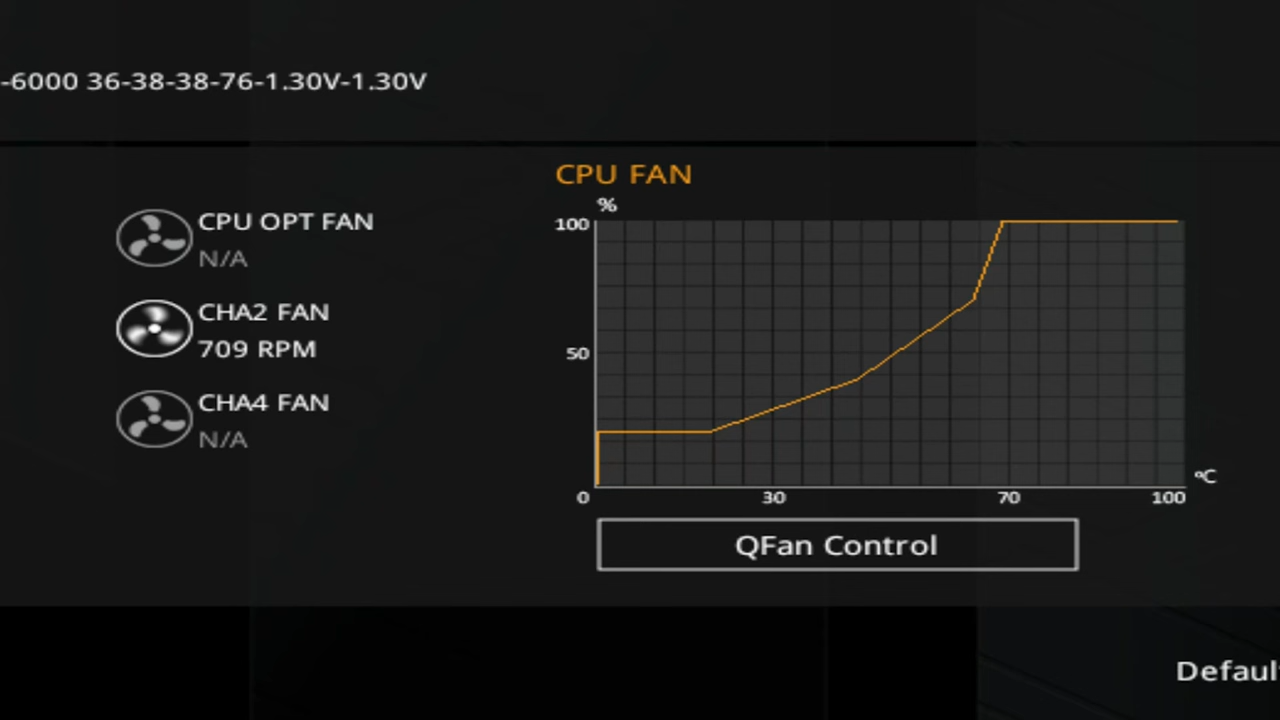 -6000 36-38-38-76-1.30V-1.30V
CPU OPT FAN
N/A
CHA2 FAN
709 RPM
CHA4 FAN
N/A
CPU FAN
%
100
50
0
30
70
100
°C
QFan Control
Defaul